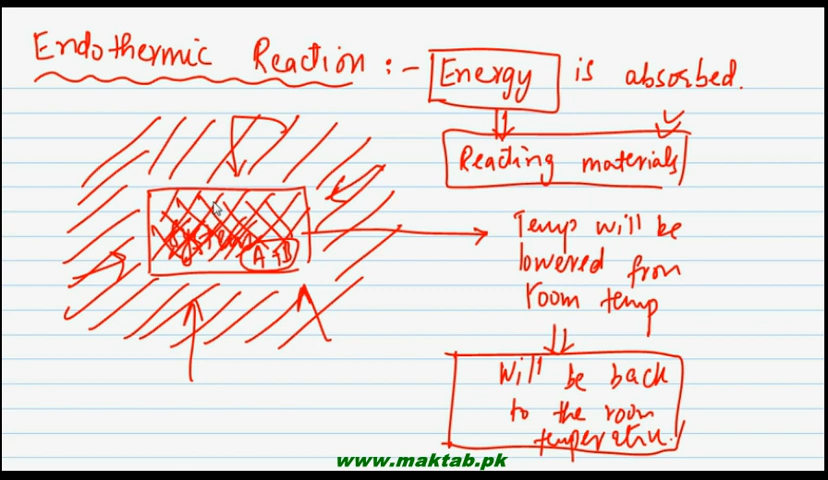 Endothermic Reaction :- Energy is absorbed.
Reacting materials
System
A + B
Temp will be
lowered from
room temp
Will be back
to the room
temperature.
www.maktab.pk